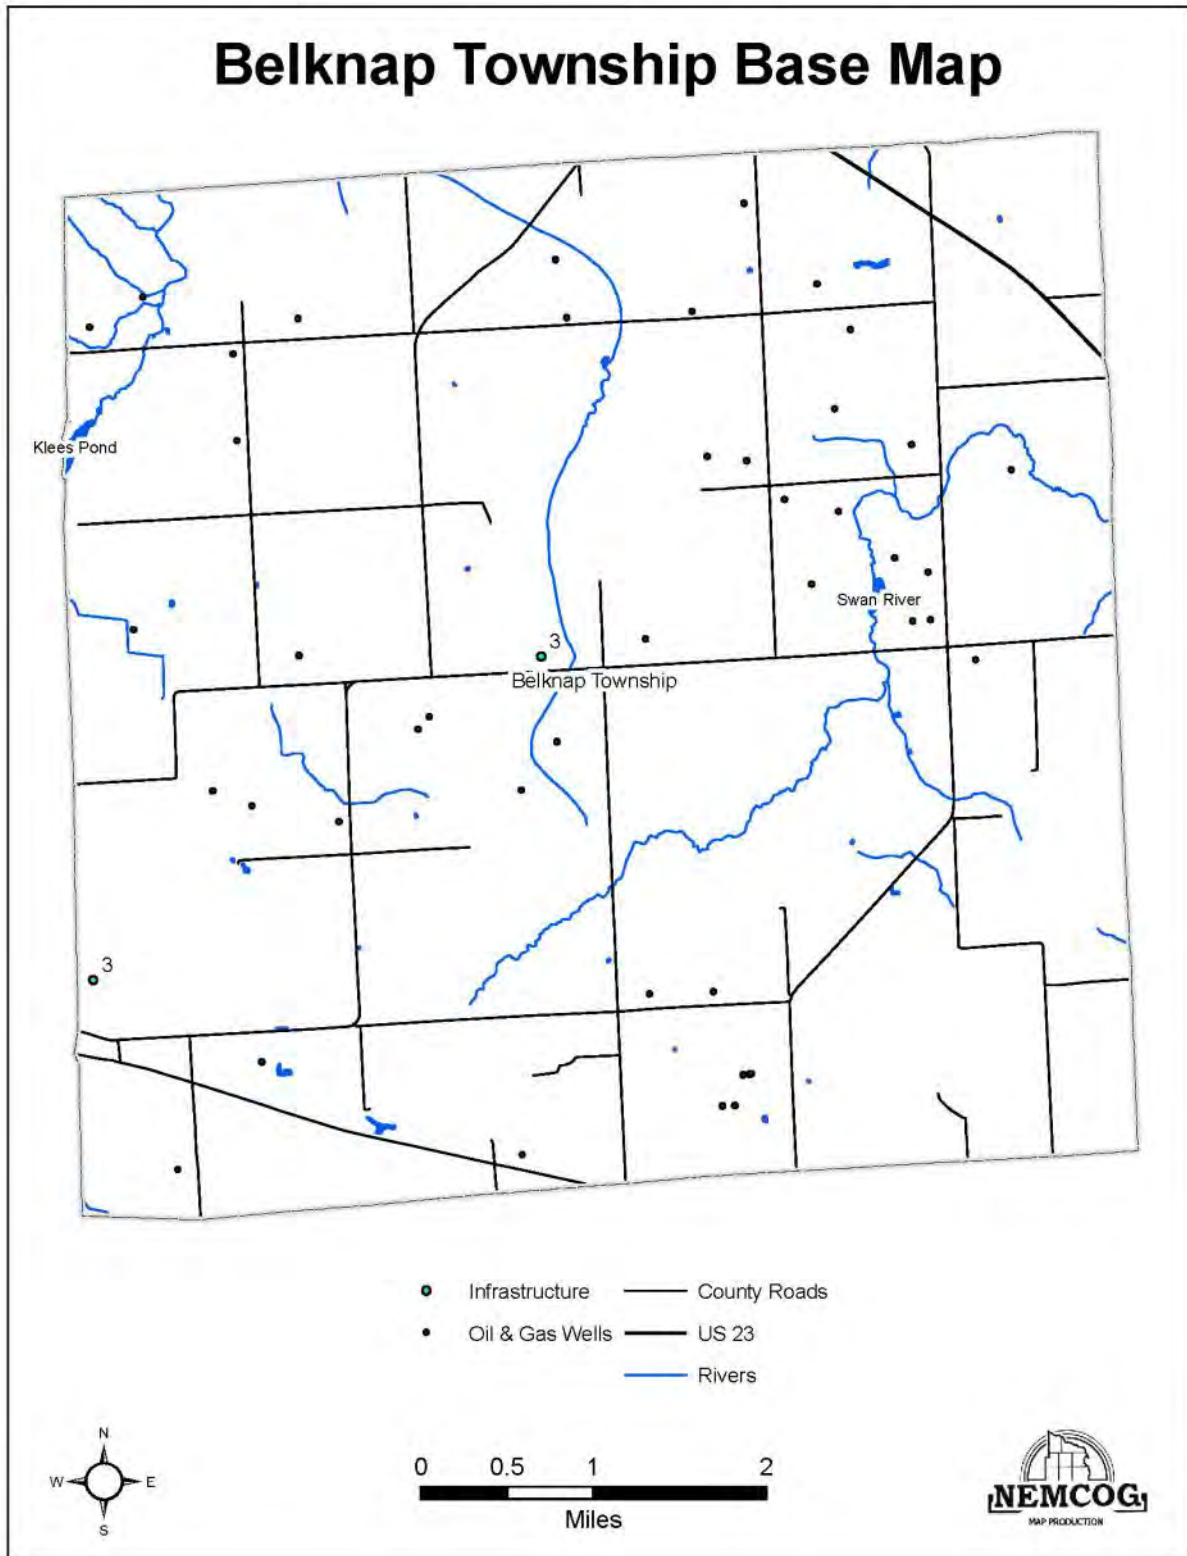 Belknap Township Base Map
Klees Pond
Swan River
3
Belknap Township
3
Infrastructure
County Roads
Oil & Gas Wells
US 23
Rivers
N
W
E
S
0 0.5 1 2
Miles
NEMCOG
MAP PRODUCTION